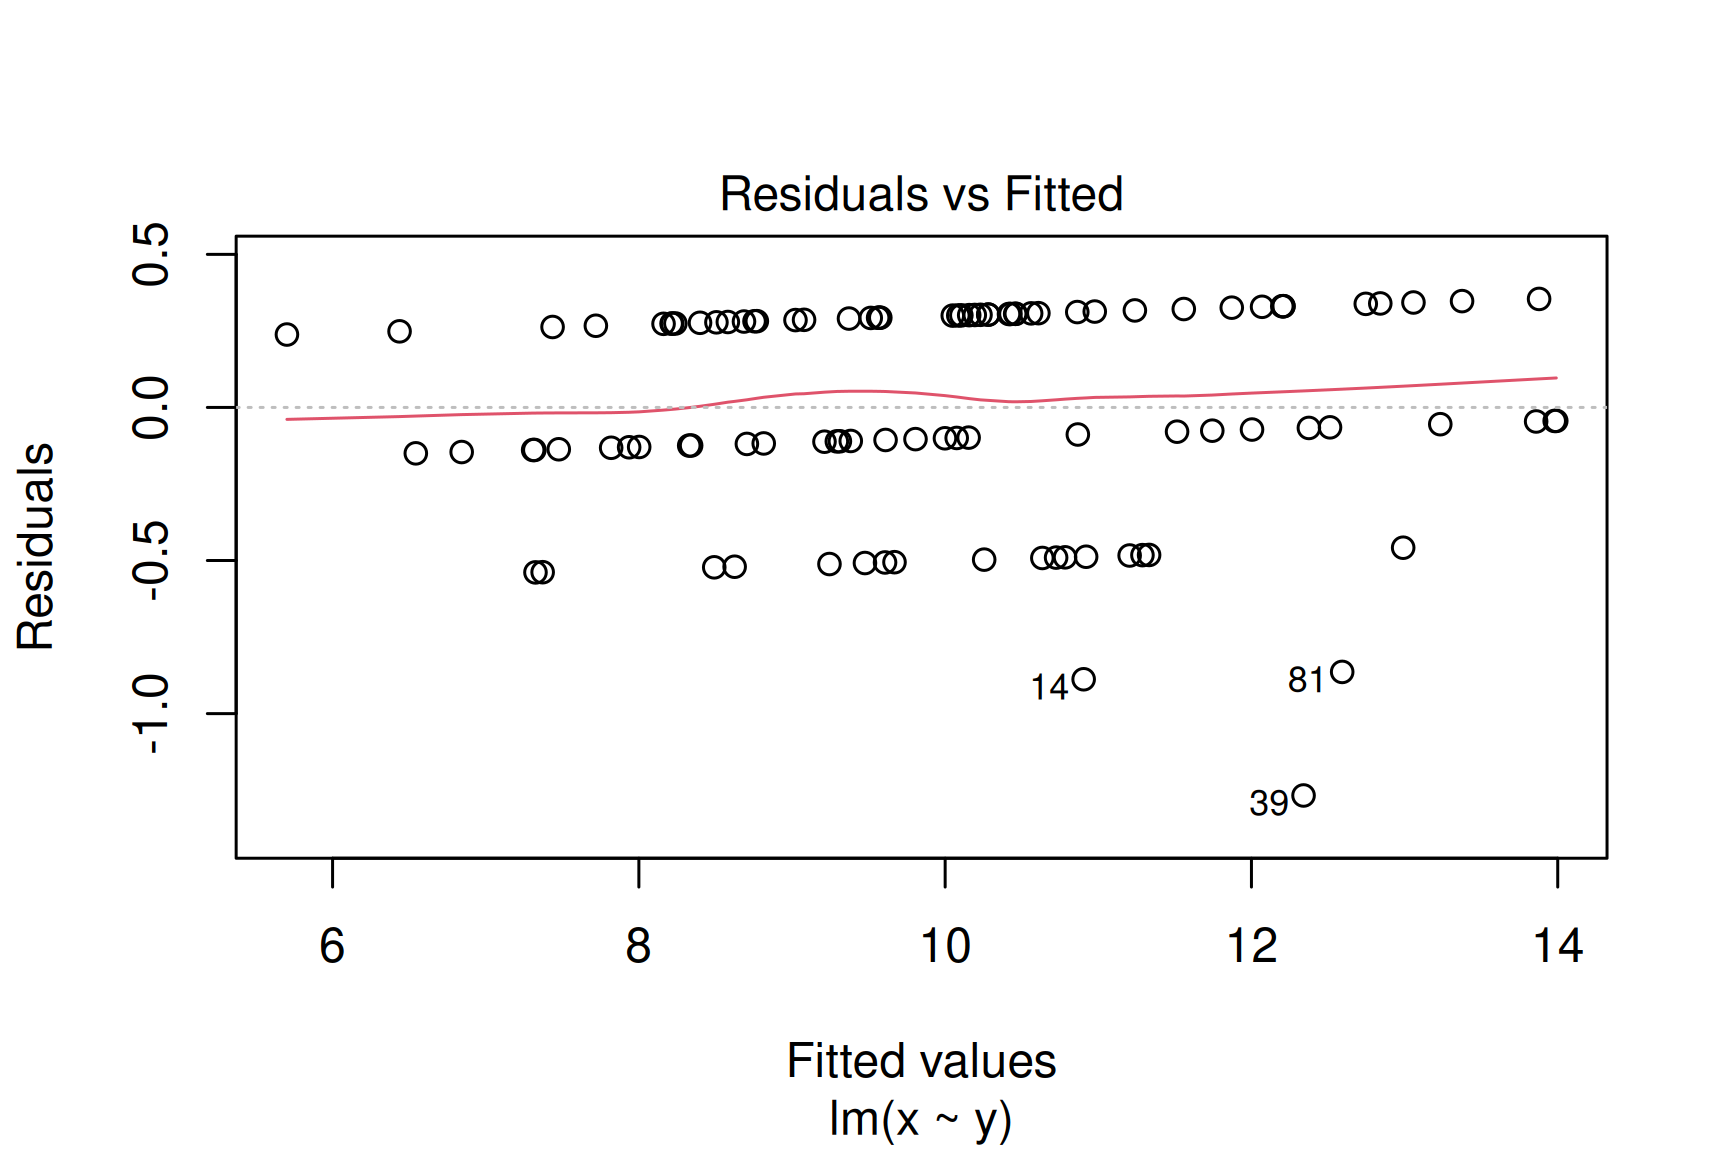 Residuals vs Fitted
0.5
0.0
-0.5
-1.0
Residuals
14
81
39
6 8 10 12 14
Fitted values
lm(x ~ y)